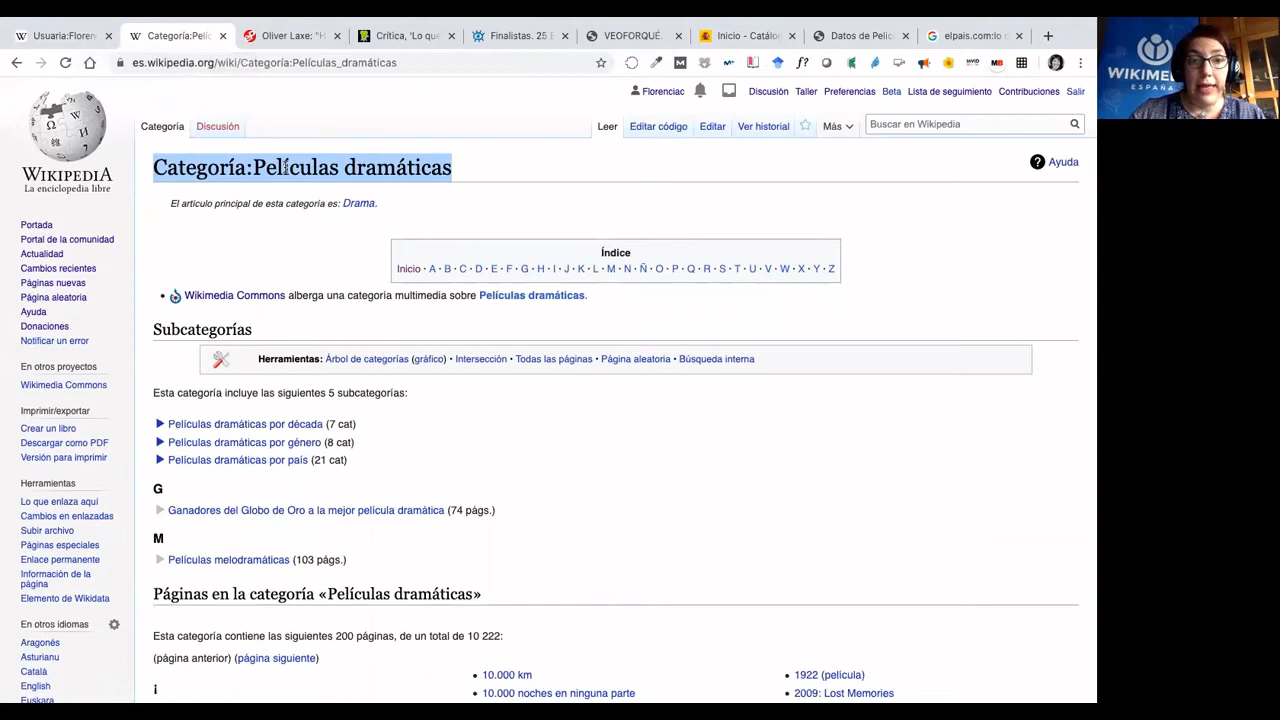 Usuaria:Floren
Categoría:Pelíc
Oliver Laxe: "H
Crítica, 'Lo que
Finalistas. 25 E
VEOFORQUÉ.
Inicio - Catálo
Datos de Pelíc
elpais.com:lo c
es.wikipedia.org/wiki/Categoría:Películas_dramáticas
WIKIMEDIA
ESPAÑA
Florenciac Discusión Taller Preferencias Beta Lista de seguimiento Contribuciones Salir
WIKIPEDIA
La enciclopedia libre
Categoría Discusión Leer Editar código Editar Ver historial Más Buscar en Wikipedia
Categoría:Películas dramáticas
Ayuda
El artículo principal de esta categoría es: Drama.
Índice
Inicio · A · B · C · D · E · F · G · H · I · J · K · L · M · N · Ñ · O · P · Q · R · S · T · U · V · W · X · Y · Z
• Wikimedia Commons alberga una categoría multimedia sobre Películas dramáticas.
Subcategorías
Herramientas: Árbol de categorías (gráfico) • Intersección • Todas las páginas • Página aleatoria • Búsqueda interna
Esta categoría incluye las siguientes 5 subcategorías:
Películas dramáticas por década (7 cat)
Películas dramáticas por género (8 cat)
Películas dramáticas por país (21 cat)
G
Ganadores del Globo de Oro a la mejor película dramática (74 págs.)
M
Películas melodramáticas (103 págs.)
Páginas en la categoría «Películas dramáticas»
Esta categoría contiene las siguientes 200 páginas, de un total de 10 222:
(página anterior) (página siguiente)
¡
• 10.000 km
• 10.000 noches en ninguna parte
• 1922 (película)
• 2009: Lost Memories
Portada
Portal de la comunidad
Actualidad
Cambios recientes
Páginas nuevas
Página aleatoria
Ayuda
Donaciones
Notificar un error
En otros proyectos
Wikimedia Commons
Imprimir/exportar
Crear un libro
Descargar como PDF
Versión para imprimir
Herramientas
Lo que enlaza aquí
Cambios en enlazadas
Subir archivo
Páginas especiales
Enlace permanente
Información de la
página
Elemento de Wikidata
En otros idiomas
Aragonés
Asturianu
Català
English
Euskara